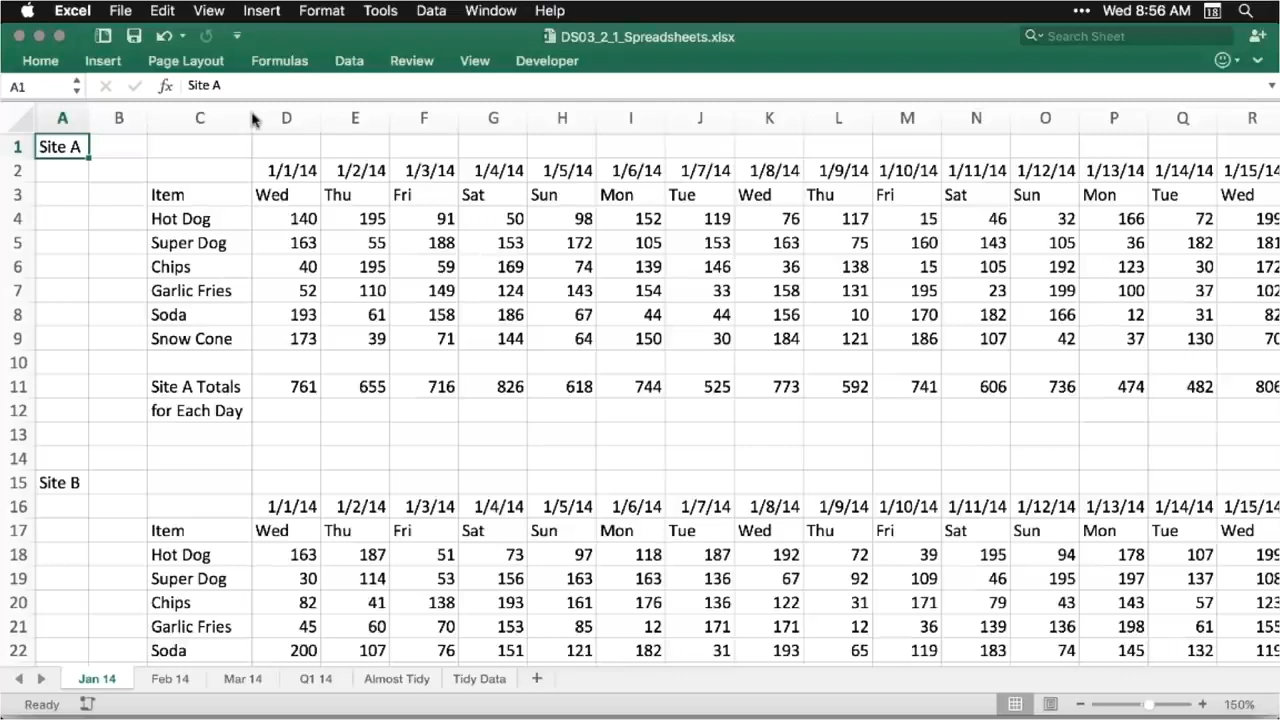 Excel File Edit View Insert Format Tools Data Window Help ••• Wed 8:56 AM 18
DS03_2_1_Spreadsheets.xlsx Search Sheet
Home Insert Page Layout Formulas Data Review View Developer
A1 fx Site A
A B C D E F G H I J K L M N O P Q R
1 Site A
2 1/1/14 1/2/14 1/3/14 1/4/14 1/5/14 1/6/14 1/7/14 1/8/14 1/9/14 1/10/14 1/11/14 1/12/14 1/13/14 1/14/14 1/15/14
3 Item Wed Thu Fri Sat Sun Mon Tue Wed Thu Fri Sat Sun Mon Tue Wed
4 Hot Dog 140 195 91 50 98 152 119 76 117 15 46 32 166 72 199
5 Super Dog 163 55 188 153 172 105 153 163 75 160 143 105 36 182 181
6 Chips 40 195 59 169 74 139 146 36 138 15 105 192 123 30 172
7 Garlic Fries 52 110 149 124 143 154 33 158 131 195 23 199 100 37 102
8 Soda 193 61 158 186 67 44 44 156 10 170 182 166 12 31 82
9 Snow Cone 173 39 71 144 64 150 30 184 121 186 107 42 37 130 70
10
11 Site A Totals 761 655 716 826 618 744 525 773 592 741 606 736 474 482 806
12 for Each Day
13
14
15 Site B
16 1/1/14 1/2/14 1/3/14 1/4/14 1/5/14 1/6/14 1/7/14 1/8/14 1/9/14 1/10/14 1/11/14 1/12/14 1/13/14 1/14/14 1/15/14
17 Item Wed Thu Fri Sat Sun Mon Tue Wed Thu Fri Sat Sun Mon Tue Wed
18 Hot Dog 163 187 51 73 97 118 187 192 72 39 195 94 178 107 199
19 Super Dog 30 114 53 156 163 163 136 67 92 109 46 195 197 137 108
20 Chips 82 41 138 193 161 176 136 122 31 171 79 43 143 57 123
21 Garlic Fries 45 60 70 153 85 12 171 171 12 36 139 136 198 61 155
22 Soda 200 107 76 151 121 182 31 193 65 119 183 74 145 132 119
Jan 14 Feb 14 Mar 14 Q1 14 Almost Tidy Tidy Data +
Ready 150%